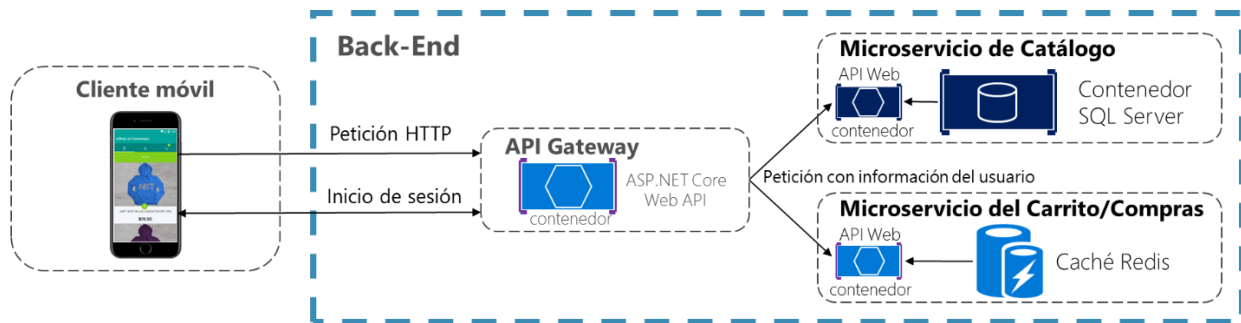 Back-End
Cliente móvil
Petición HTTP
Inicio de sesión
API Gateway
ASP.NET Core
Web API
contenedor
Petición con información del usuario
Microservicio de Catálogo
API Web
contenedor
Contenedor
SQL Server
Microservicio del Carrito/Compras
API Web
contenedor
Caché Redis
.NET
$19.50